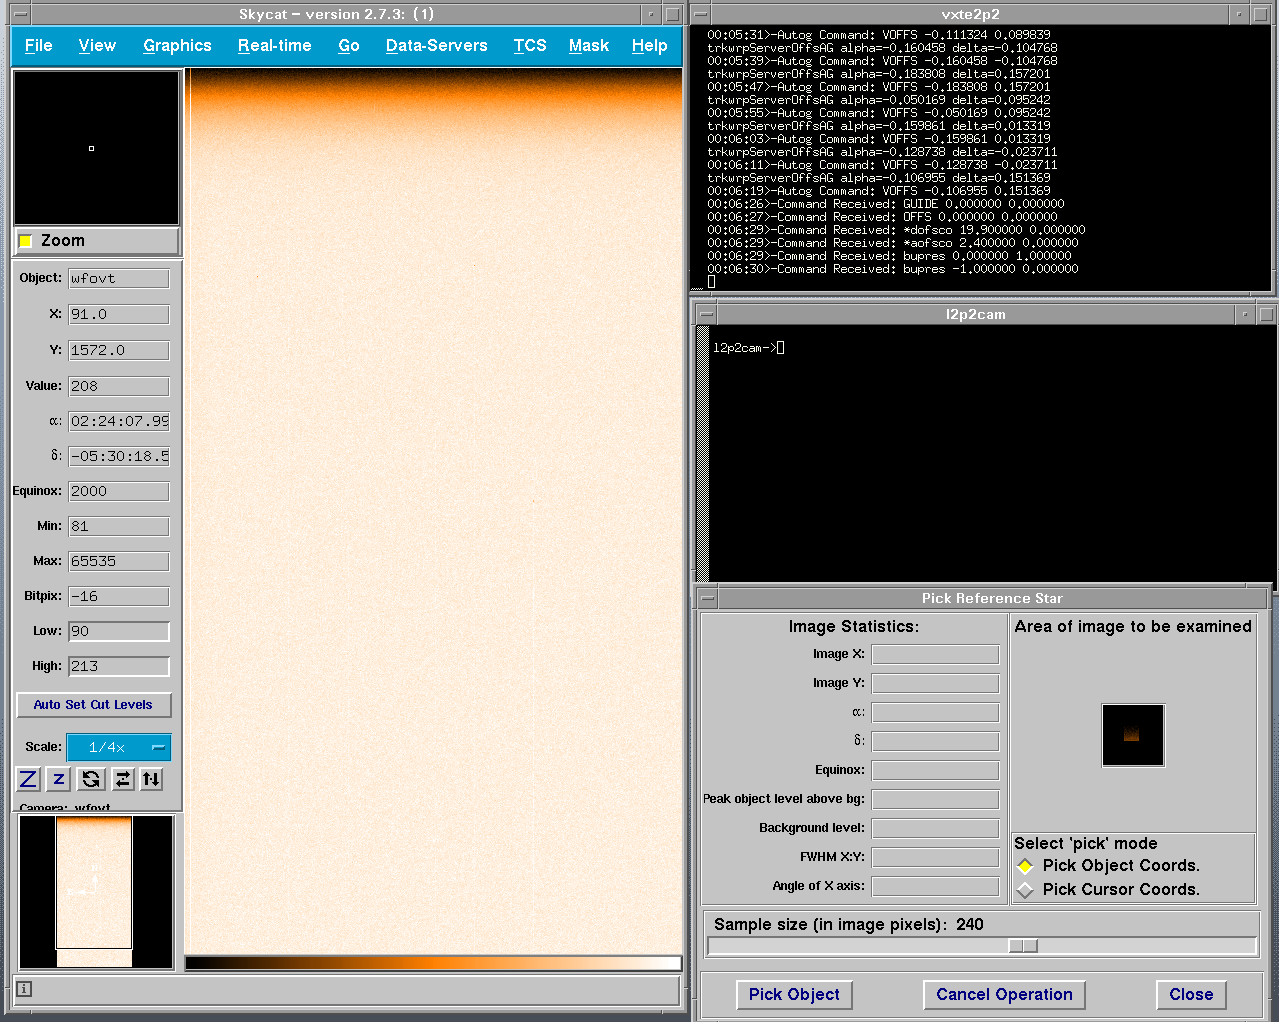 Skycat - version 2.7.3: (1)
File View Graphics Real-time Go Data-Servers TCS Mask Help
Zoom
Object: wfovt
X: 91.0
Y: 1572.0
Value: 208
α: 02:24:07.99
δ: -05:30:18.5
Equinox: 2000
Min: 81
Max: 65535
Bitpix: -16
Low: 90
High: 213
Auto Set Cut Levels
Scale: 1/4x
Z z
Camera: wfovt
vxte2p2
00:05:31>-Autog Command: VOFFS -0.111324 0.089839
trkwrpServerOffsAG alpha=-0.160458 delta=-0.104768
00:05:39>-Autog Command: VOFFS -0.160458 -0.104768
trkwrpServerOffsAG alpha=-0.183808 delta=0.157201
00:05:47>-Autog Command: VOFFS -0.183808 0.157201
trkwrpServerOffsAG alpha=-0.050169 delta=0.095242
00:05:55>-Autog Command: VOFFS -0.050169 0.095242
trkwrpServerOffsAG alpha=-0.159861 delta=0.013319
00:06:03>-Autog Command: VOFFS -0.159861 0.013319
trkwrpServerOffsAG alpha=-0.128738 delta=-0.023711
00:06:11>-Autog Command: VOFFS -0.128738 -0.023711
trkwrpServerOffsAG alpha=-0.106955 delta=0.151369
00:06:19>-Autog Command: VOFFS -0.106955 0.151369
00:06:26>-Command Received: GUIDE 0.000000 0.000000
00:06:27>-Command Received: OFFS 0.000000 0.000000
00:06:29>-Command Received: *dofsco 19.900000 0.000000
00:06:29>-Command Received: *aofsco 2.400000 0.000000
00:06:29>-Command Received: bupres 0.000000 1.000000
00:06:30>-Command Received: bupres -1.000000 0.000000
l2p2cam
l2p2cam->
Pick Reference Star
Image Statistics:
Image X:
Image Y:
α:
δ:
Equinox:
Peak object level above bg:
Background level:
FWHM X:Y:
Angle of X axis:
Area of image to be examined
Select 'pick' mode
Pick Object Coords.
Pick Cursor Coords.
Sample size (in image pixels): 240
Pick Object Cancel Operation Close